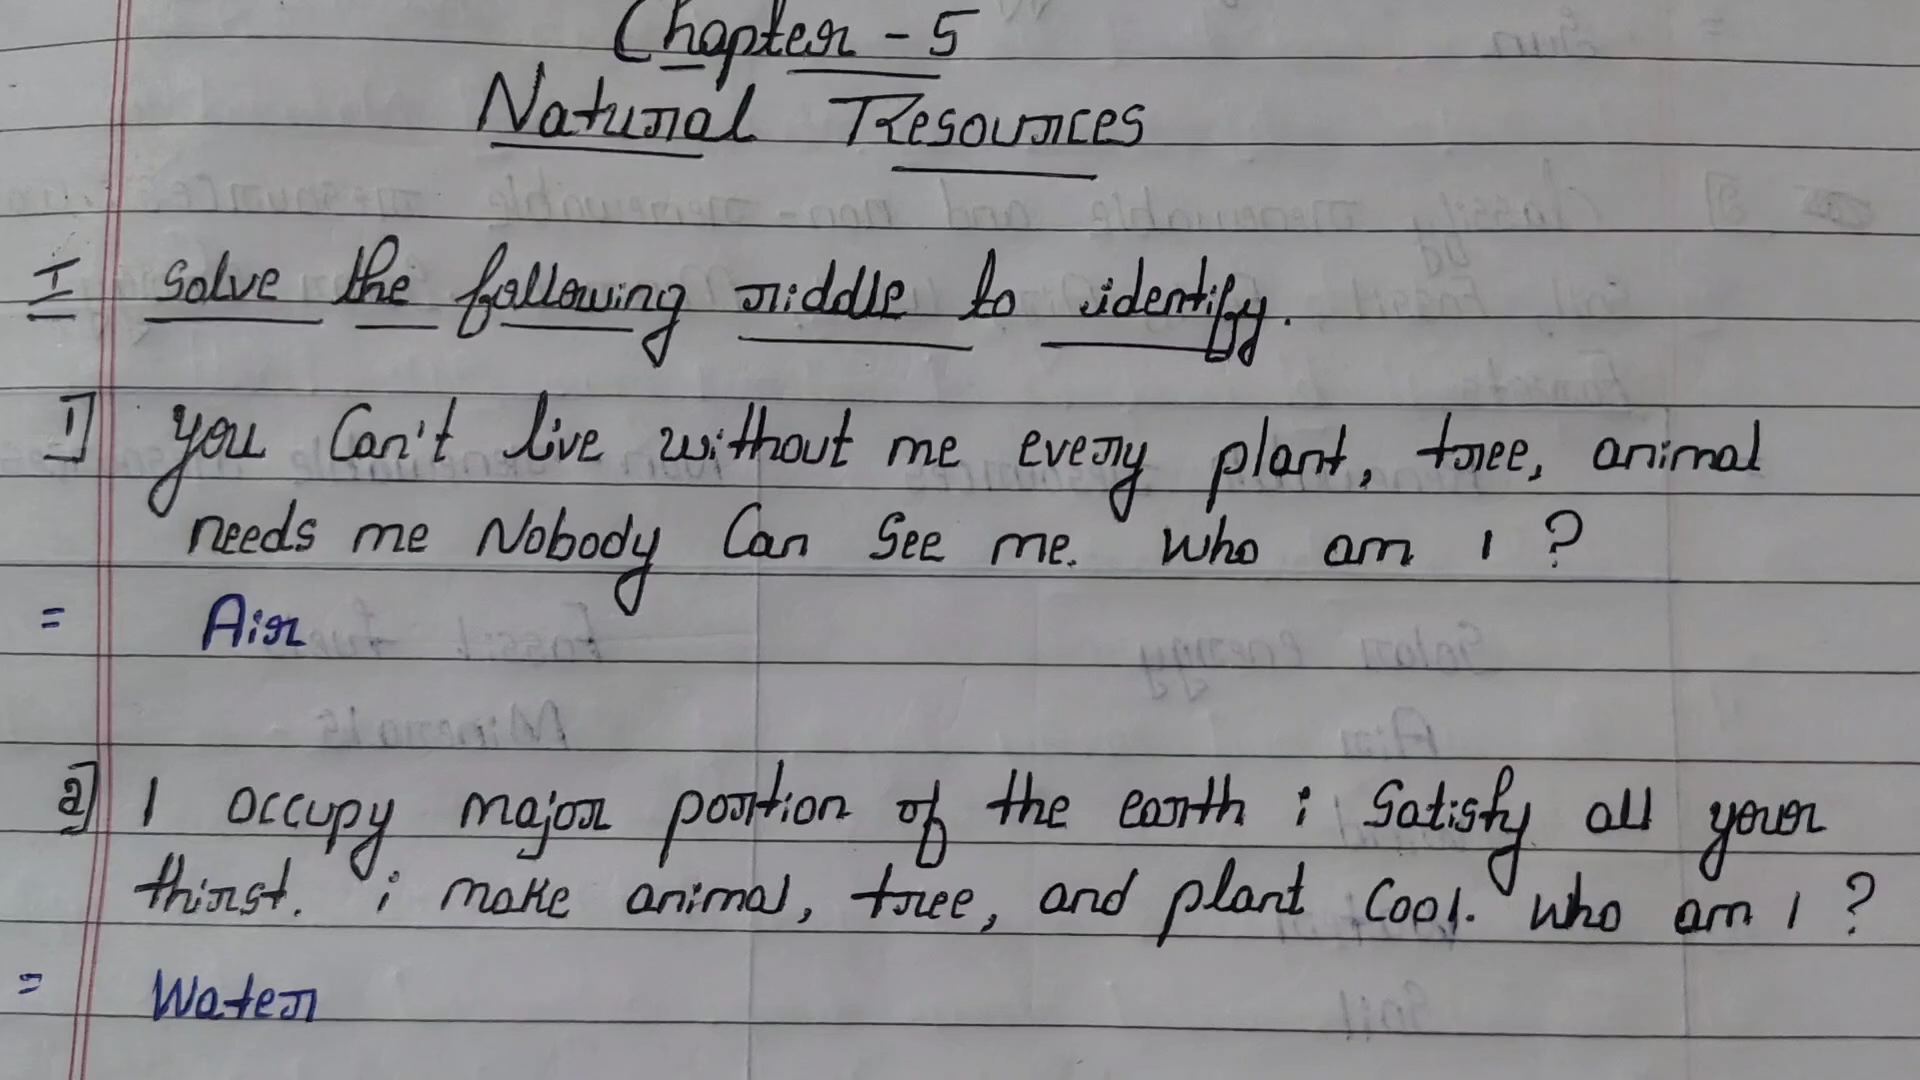 Chapter - 5
Natural Resources
I solve the following riddle to identify.
1] you Can't live without me every plant, tree, animal
needs me Nobody Can See me. Who am I ?
= Air
2] I occupy major portion of the earth i Satisfy all your
thirst. i make animal, tree, and plant Cool. Who am I ?
= Water